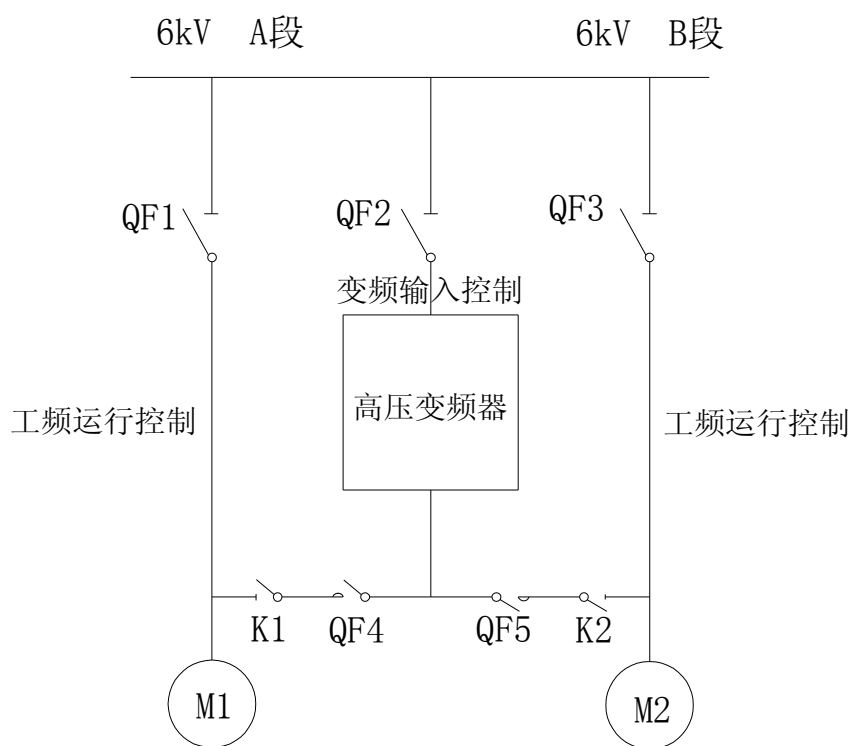 6kV A段
6kV B段
QF1
QF2
QF3
变频输入控制
高压变频器
工频运行控制
工频运行控制
K1
QF4
QF5
K2
M1
M2